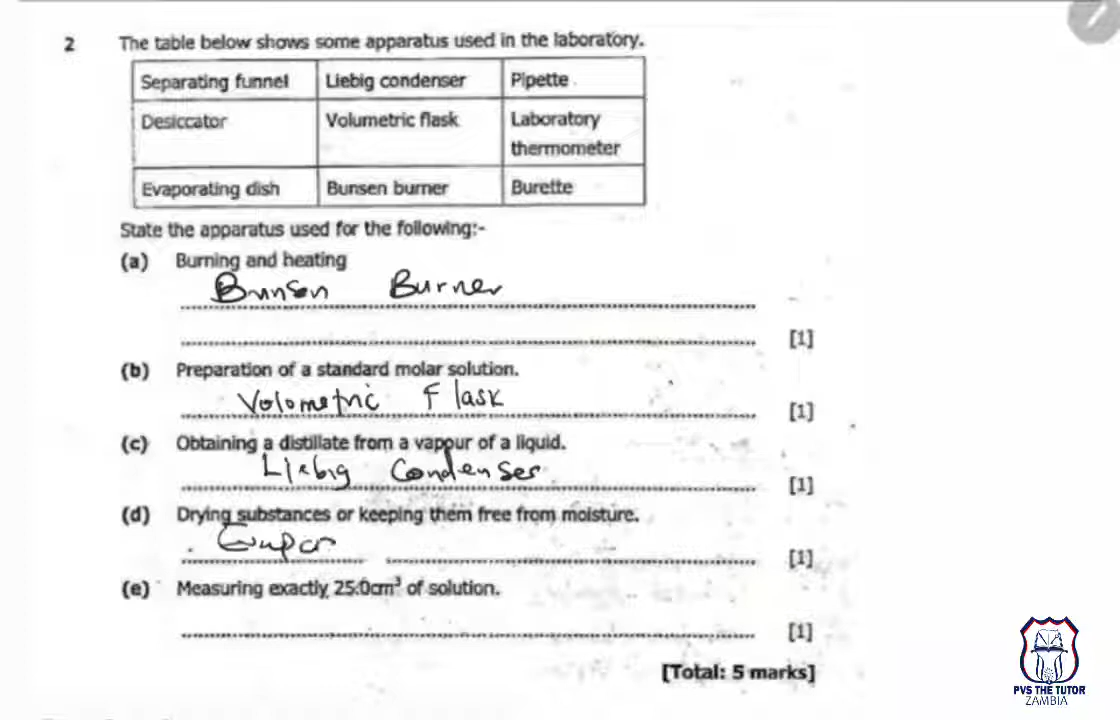 2 The table below shows some apparatus used in the laboratory.
Separating funnel Liebig condenser Pipette
Desiccator Volumetric flask Laboratory thermometer
Evaporating dish Bunsen burner Burette
State the apparatus used for the following:-
(a) Burning and heating
Bunsen Burner
[1]
(b) Preparation of a standard molar solution.
Volometric Flask
[1]
(c) Obtaining a distillate from a vapour of a liquid.
Liebig Condenser
[1]
(d) Drying substances or keeping them free from moisture.
[1]
(e) Measuring exactly 25.0cm³ of solution.
[1]
[Total: 5 marks]
PVS THE TUTOR
ZAMBIA